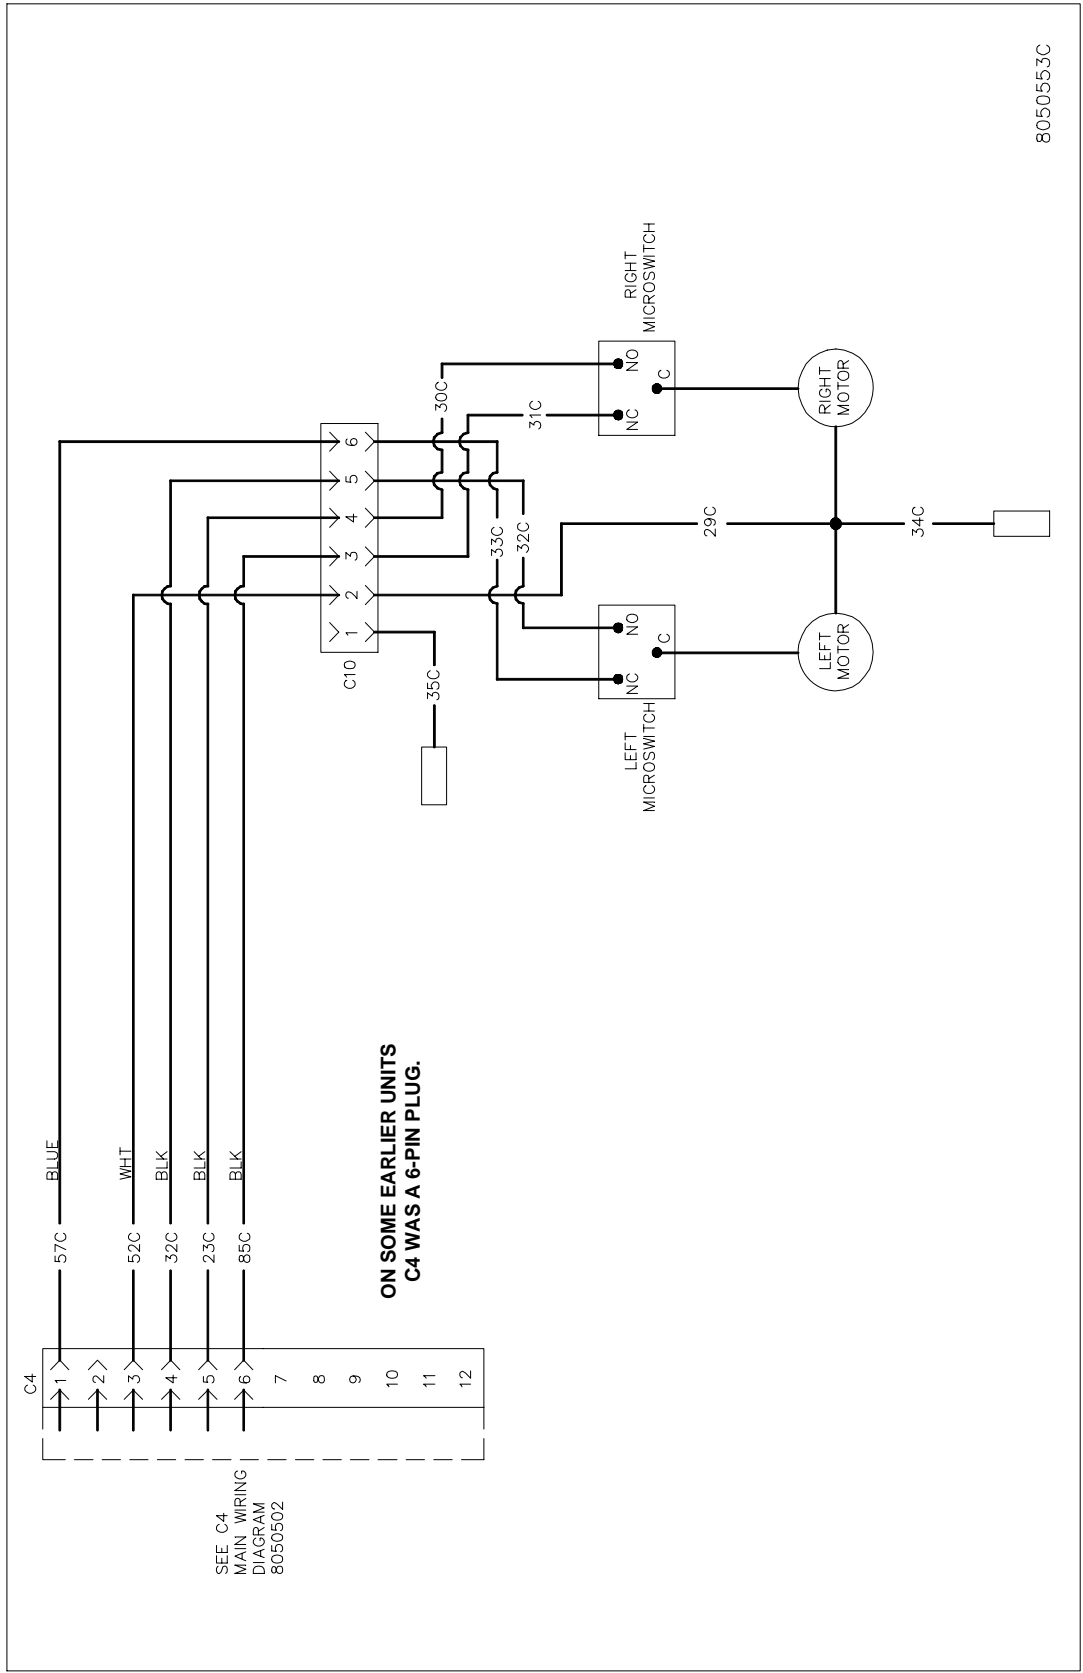 C4
1
2
3
4
5
6
7
8
9
10
11
12
SEE C4
MAIN WIRING
DIAGRAM
8050502
57C
BLUE
52C
WHT
32C
BLK
23C
BLK
85C
BLK
ON SOME EARLIER UNITS
C4 WAS A 6-PIN PLUG.
C10
1
2
3
4
5
6
35C
33C
32C
30C
31C
29C
34C
LEFT
MICROSWITCH
NC
NO
C
RIGHT
MICROSWITCH
NC
NO
C
LEFT
MOTOR
RIGHT
MOTOR
8050553C